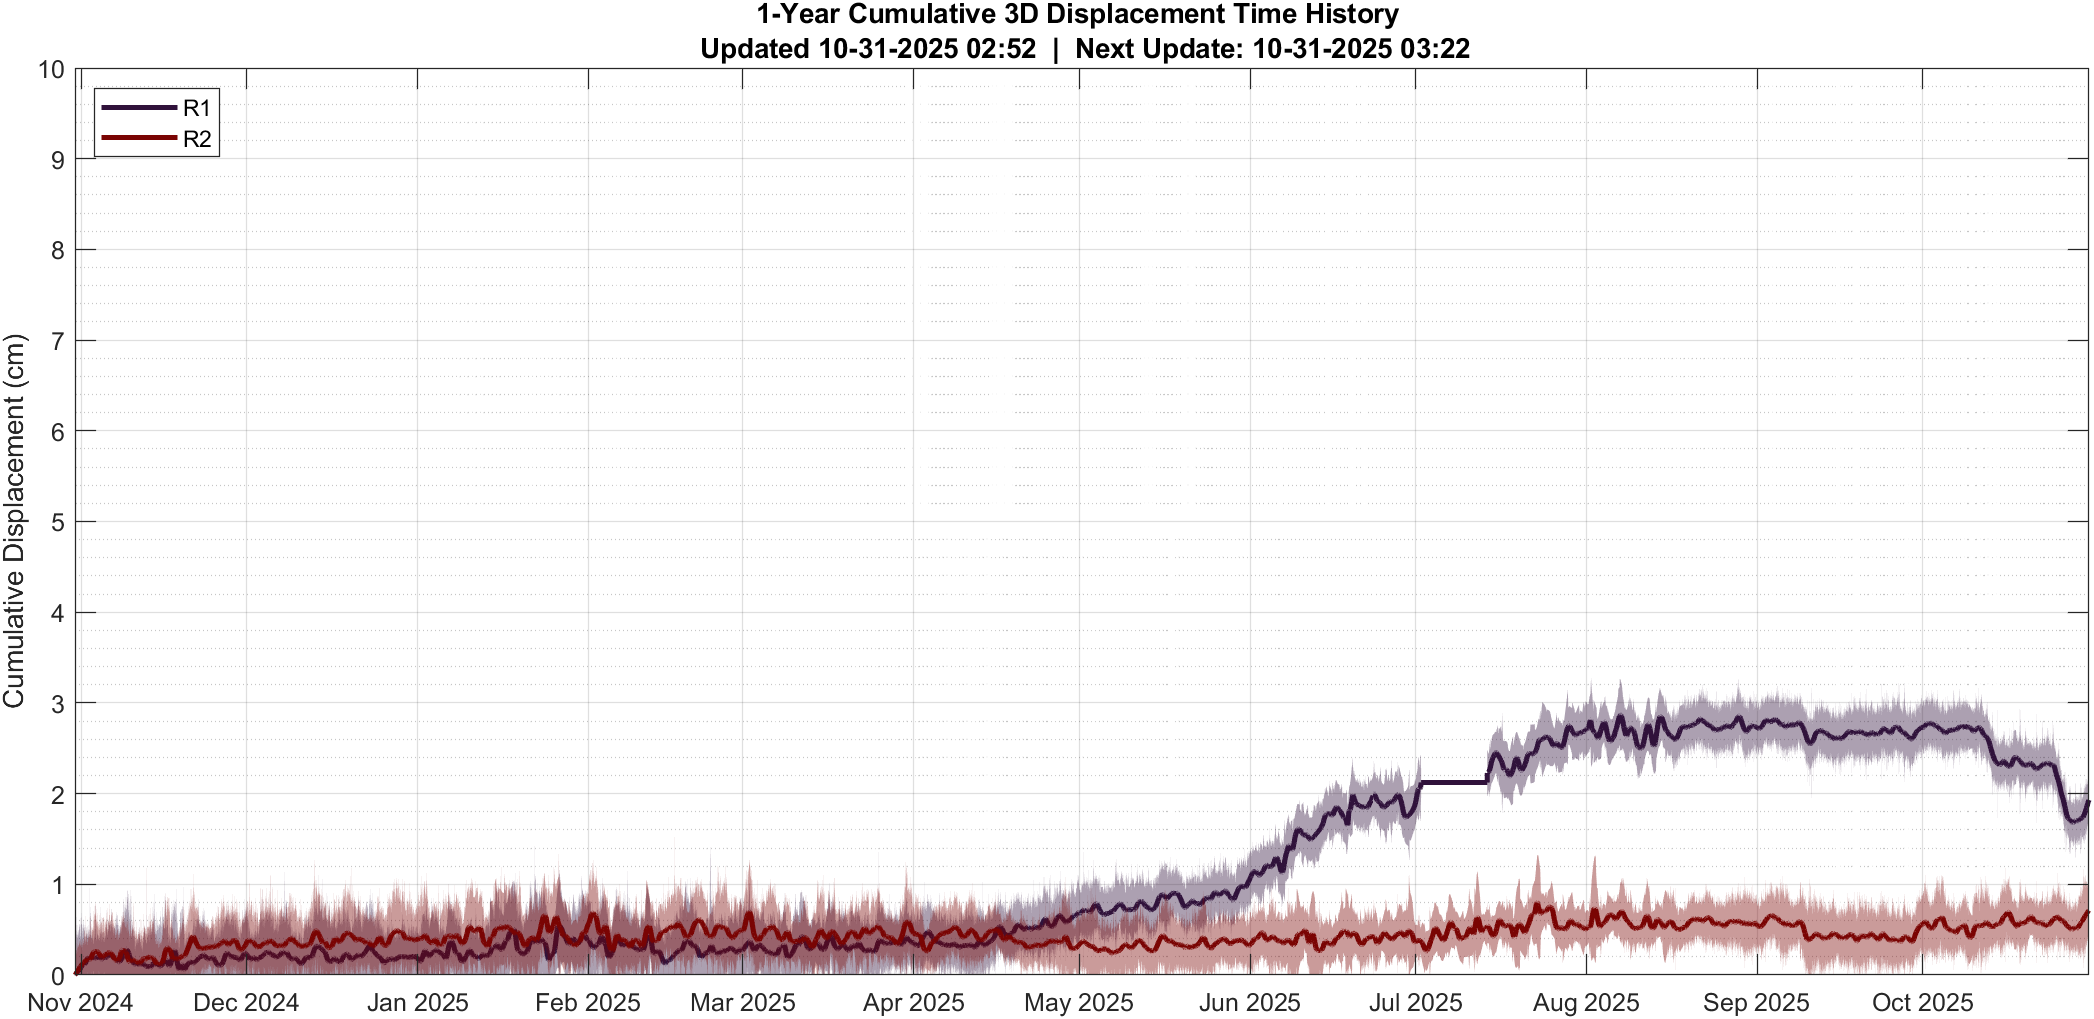 1-Year Cumulative 3D Displacement Time History
Updated 10-31-2025 02:52 | Next Update: 10-31-2025 03:22
R1
R2
Cumulative Displacement (cm)
10
9
8
7
6
5
4
3
2
1
0
Nov 2024 Dec 2024 Jan 2025 Feb 2025 Mar 2025 Apr 2025 May 2025 Jun 2025 Jul 2025 Aug 2025 Sep 2025 Oct 2025